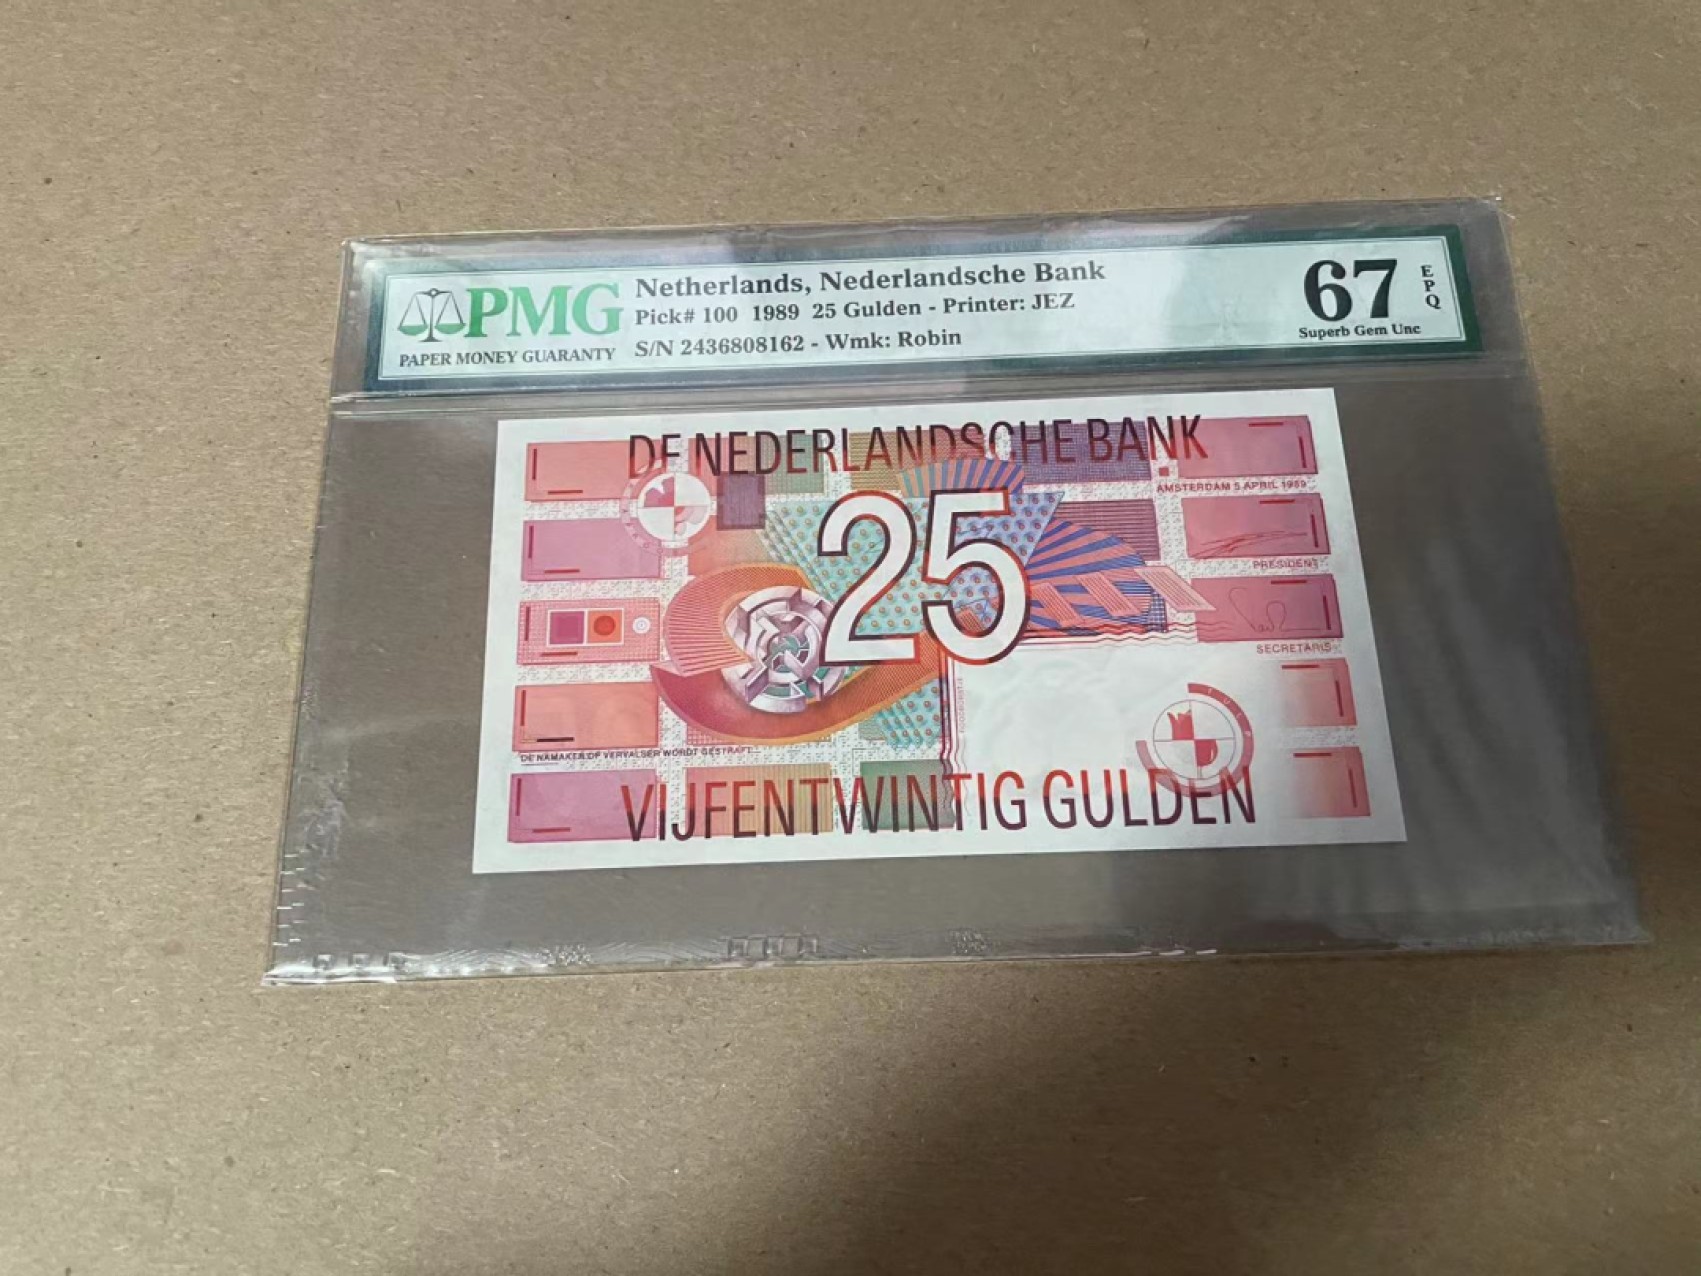 PMG
PAPER MONEY GUARANTY
Netherlands, Nederlandsche Bank
Pick# 100 1989 25 Gulden - Printer: JEZ
S/N 2436808162 - Wmk: Robin
67
EPQ
Superb Gem Unc
DE NEDERLANDSCHE BANK
AMSTERDAM 5 APRIL 1989
25
PRESIDENT
SECRETARIS
TULP
DE NAMAKER OF VERVALSER WORDT GESTRAFT
VIJFENTWINTIG GULDEN